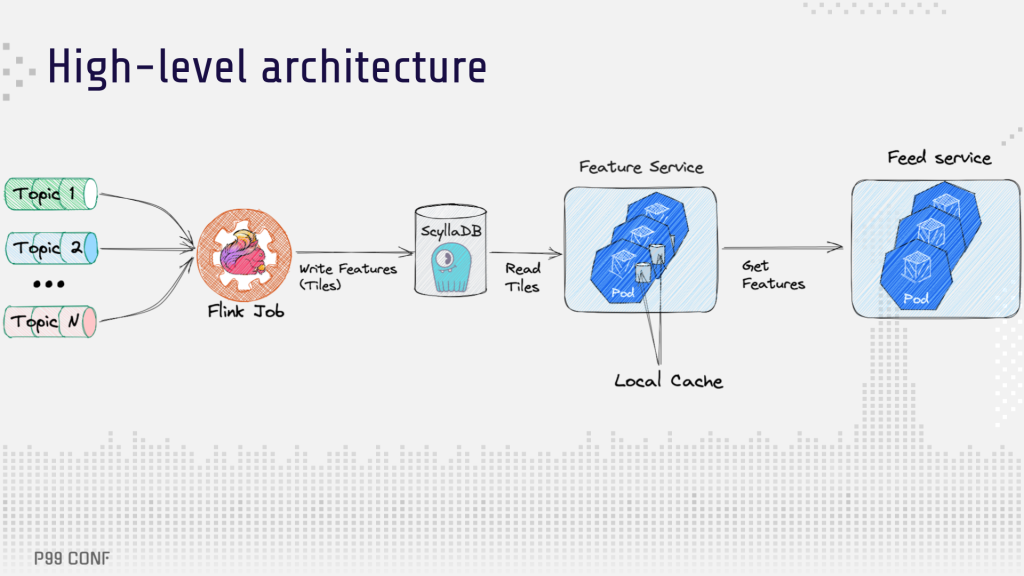 High-level architecture
Topic 1
Topic 2
...
Topic N
Flink Job
Write Features
(Tiles)
ScyllaDB
Read
Tiles
Feature Service
Pod
Local Cache
Get
Features
Feed service
Pod
P99 CONF